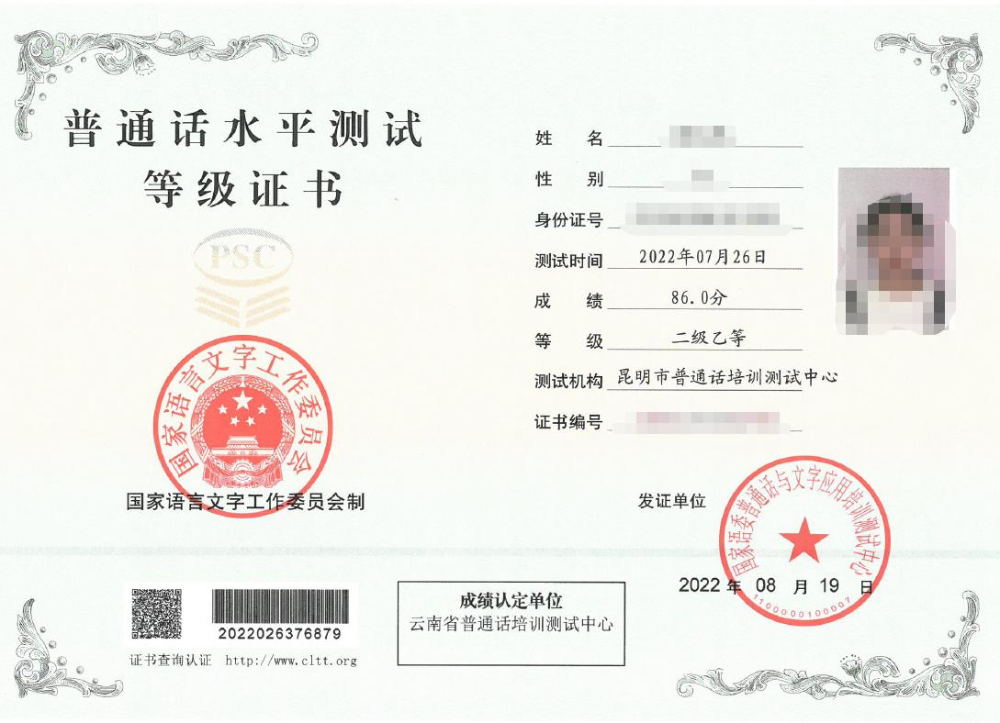 普通话水平测试
等级证书
PSC
国家语言文字工作委员会
国家语言文字工作委员会制
2022026376879
证书查询认证 http://www.cltt.org
成绩认定单位
云南省普通话培训测试中心
姓 名
性 别
身份证号
测试时间 2022年07月26日
成 绩 86.0分
等 级 二级乙等
测试机构 昆明市普通话培训测试中心
证书编号
发证单位
国家语委普通话与文字应用培训测试中心
2022 年 08 月 19 日
1100000100007